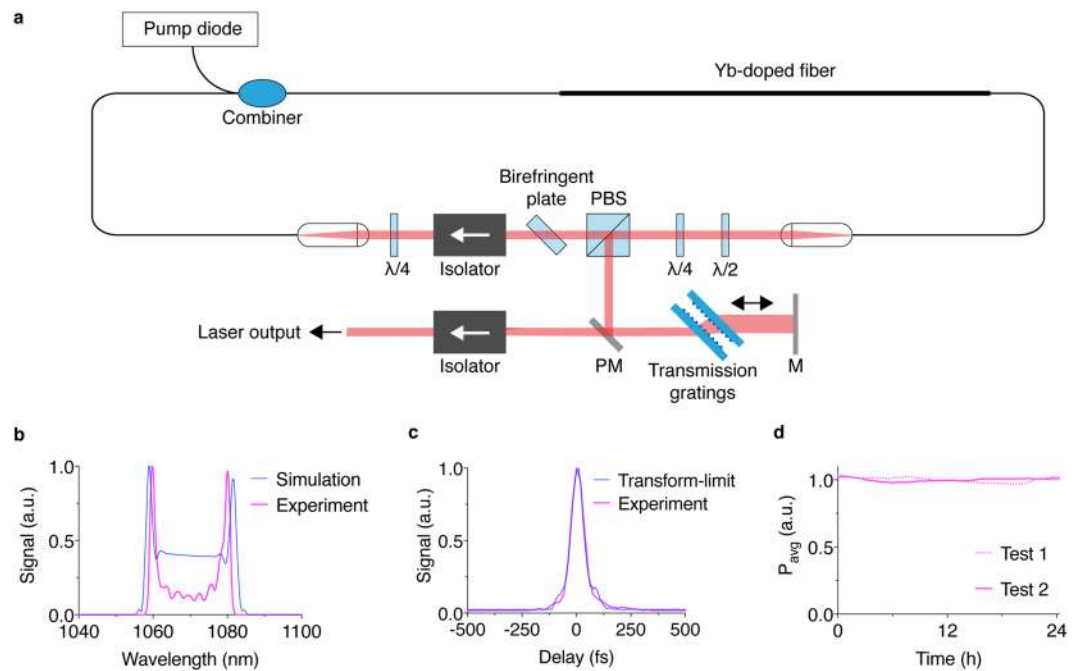 a
Pump diode
Combiner
Yb-doped fiber
Birefringent
plate
PBS
λ/4
Isolator
λ/4
λ/2
Laser output
Isolator
PM
Transmission
gratings
M
b
Signal (a.u.)
1.0
0.5
0.0
1040
1060
1080
1100
Wavelength (nm)
Simulation
Experiment
c
Signal (a.u.)
1.0
0.5
0.0
-500
-250
0
250
500
Delay (fs)
Transform-limit
Experiment
d
Pavg (a.u.)
1.0
0.5
0.0
0
12
24
Time (h)
Test 1
Test 2